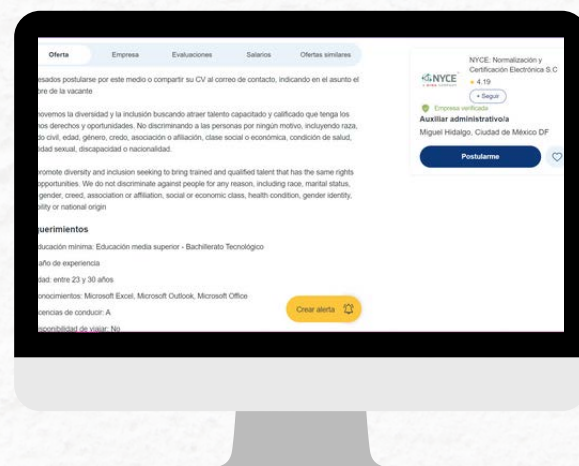 Oferta Empresa Evaluaciones Salarios Ofertas similares
esados postularse por este medio o compartir su CV al correo de contacto, indicando en el asunto el
bre de la vacante
ovemos la diversidad y la inclusión buscando atraer talento capacitado y calificado que tenga los
nos derechos y oportunidades. No discriminando a las personas por ningún motivo, incluyendo raza,
do civil, edad, género, credo, asociación o afiliación, clase social o económica, condición de salud,
idad sexual, discapacidad o nacionalidad.
romote diversity and inclusion seeking to bring trained and qualified talent that has the same rights
opportunities. We do not discriminate against people for any reason, including race, marital status,
gender, creed, association or affiliation, social or economic class, health condition, gender identity,
bility or national origin
querimientos
ducación mínima: Educación media superior - Bachillerato Tecnológico
año de experiencia
dad: entre 23 y 30 años
onocimientos: Microsoft Excel, Microsoft Outlook, Microsoft Office
cencias de conducir: A
sponibilidad de viajar: No
Crear alerta
NYCE
NYCE. Normalización y
Certificación Electrónica S.C
4.19
+ Seguir
Empresa verificada
Auxiliar administrativo/a
Miguel Hidalgo, Ciudad de México DF
Postularme